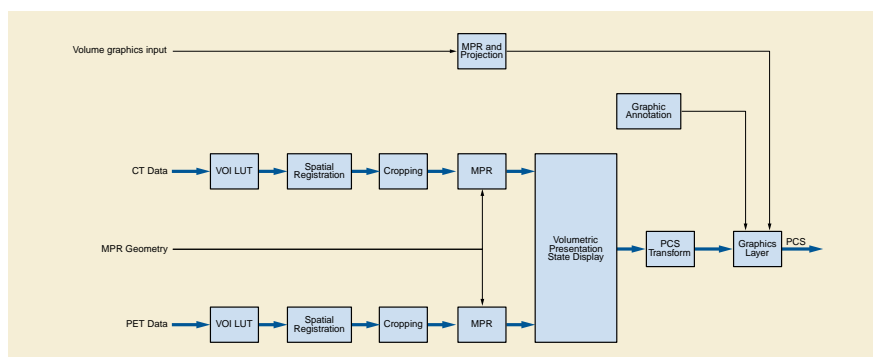 Volume graphics input
MPR and
Projection
Graphic
Annotation
CT Data
VOI LUT
Spatial
Registration
Cropping
MPR
MPR Geometry
Volumetric
Presentation
State Display
PCS
Transform
Graphics
Layer
PCS
PET Data
VOI LUT
Spatial
Registration
Cropping
MPR